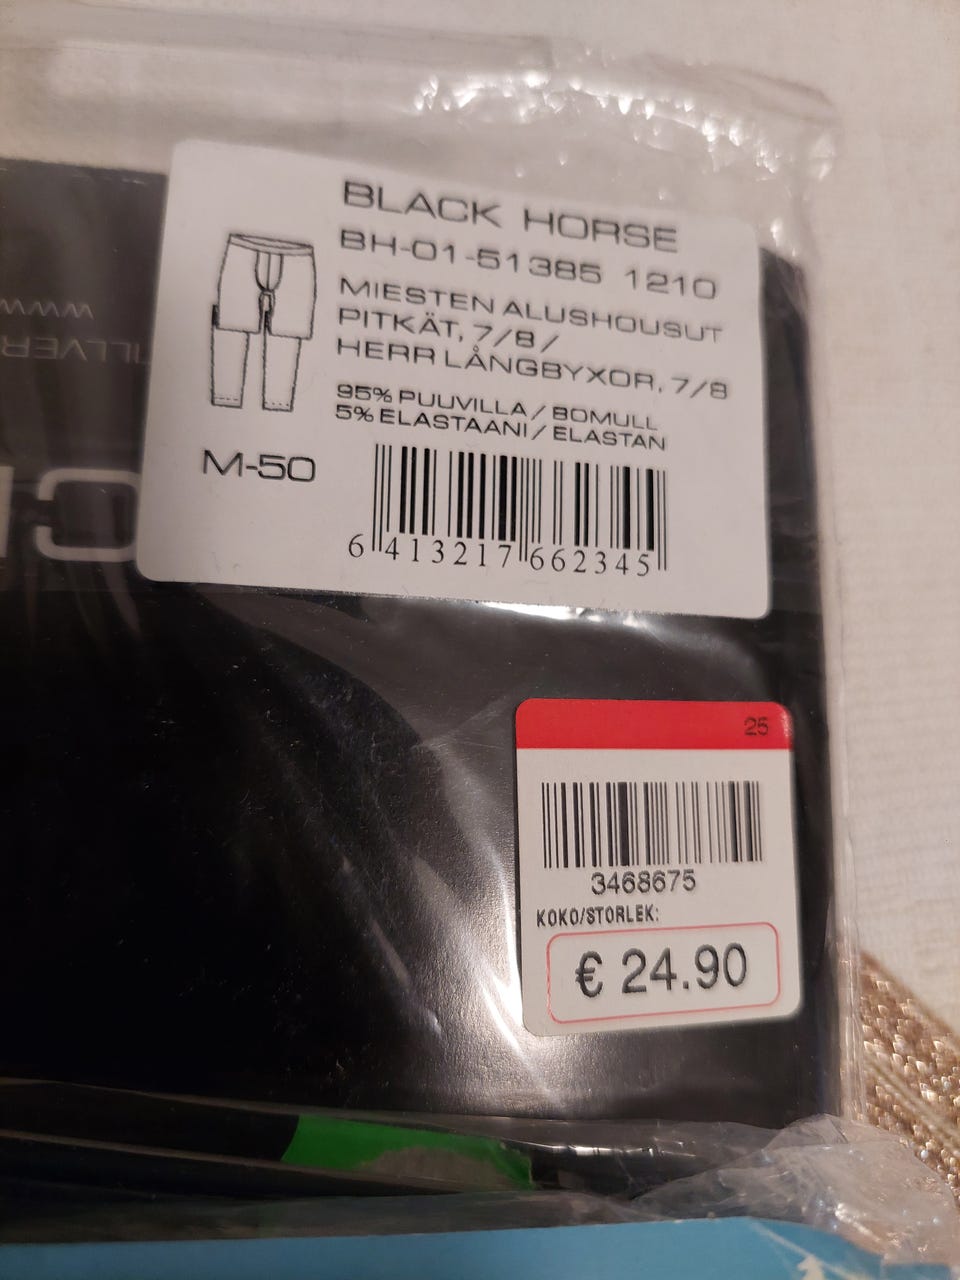 BLACK HORSE
BH-01-51385 1210
MIESTEN ALUSHOUSUT
PITKÄT, 7/8 /
HERR LÅNGBYXOR, 7/8
95% PUUVILLA / BOMULL
5% ELASTAANI / ELASTAN
M-50
6 413217 662345
25
3468675
KOKO/STORLEK:
€ 24.90